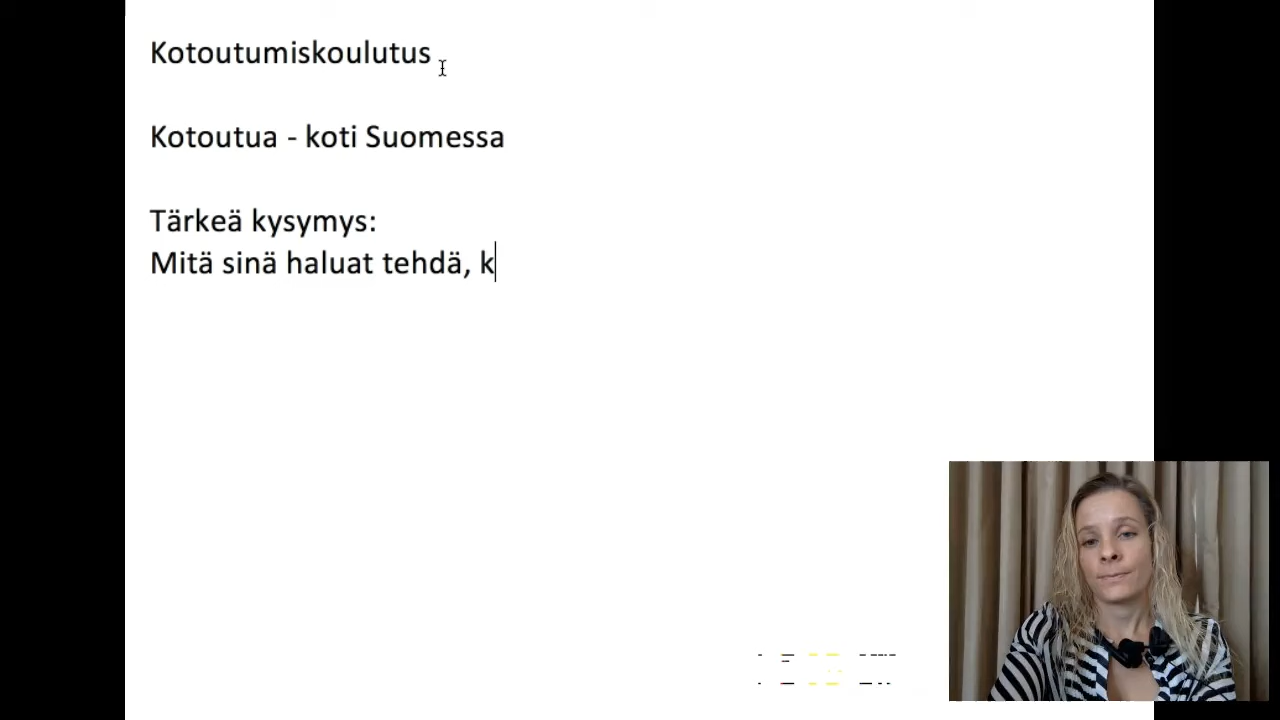 Kotoutumiskoulutus
Kotoutua - koti Suomessa
Tärkeä kysymys:
Mitä sinä haluat tehdä, k